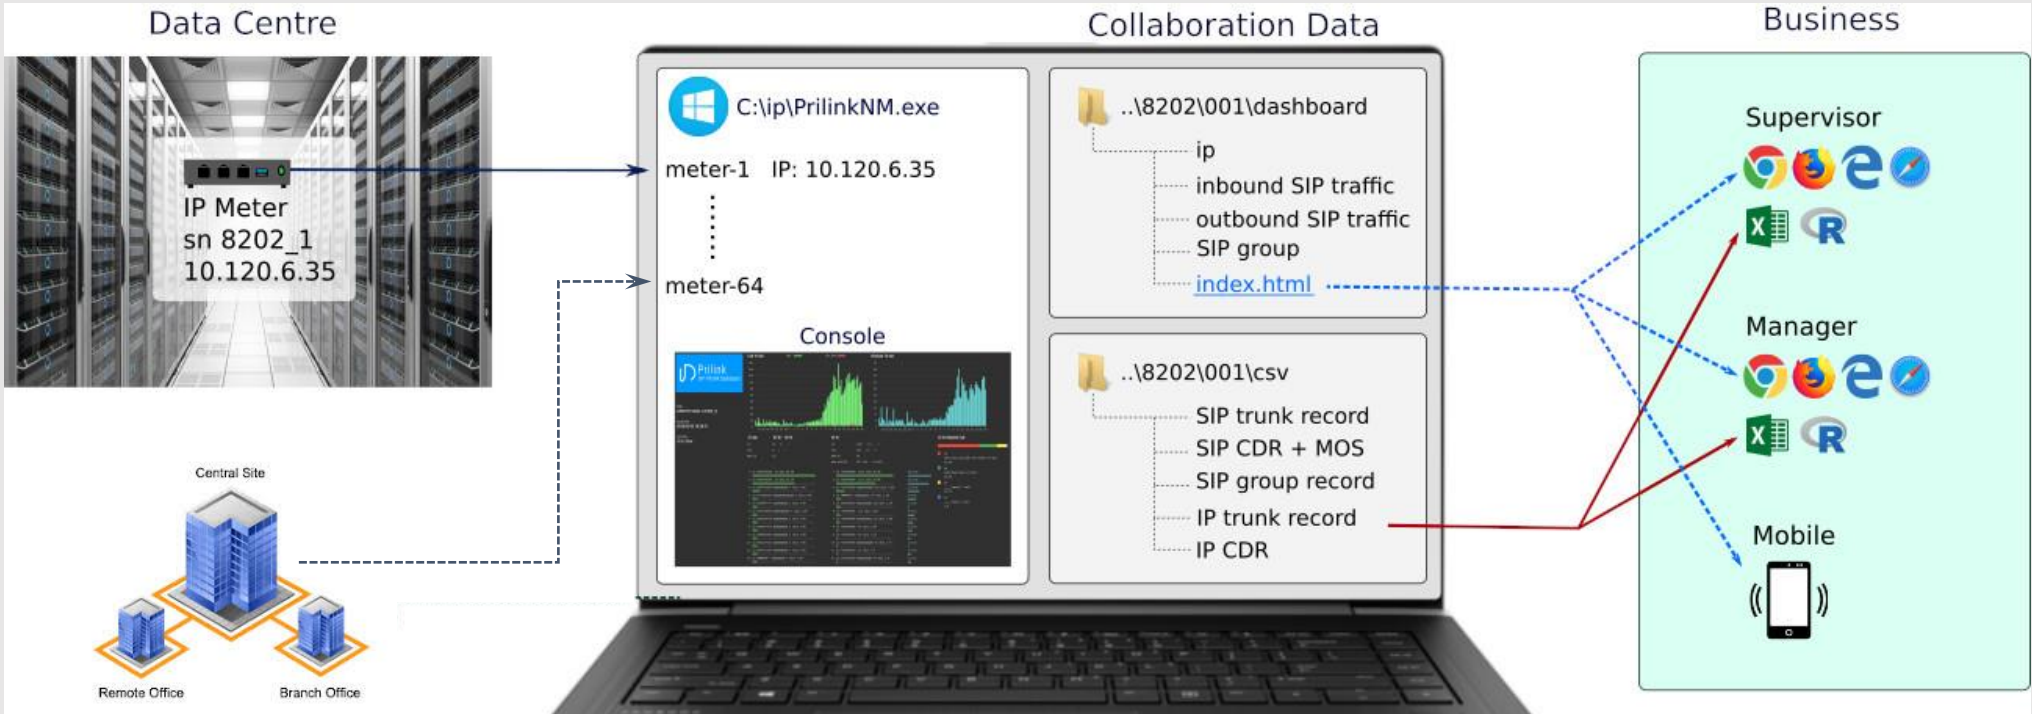 Data Centre
Collaboration Data
Business
IP Meter
sn 8202_1
10.120.6.35
Central Site
Remote Office
Branch Office
C:\ip\PrilinkNM.exe
meter-1 IP: 10.120.6.35
meter-64
Console
Prilink
..\8202\001\dashboard
ip
inbound SIP traffic
outbound SIP traffic
SIP group
index.html
..\8202\001\csv
SIP trunk record
SIP CDR + MOS
SIP group record
IP trunk record
IP CDR
Supervisor
X
R
Manager
X
R
Mobile